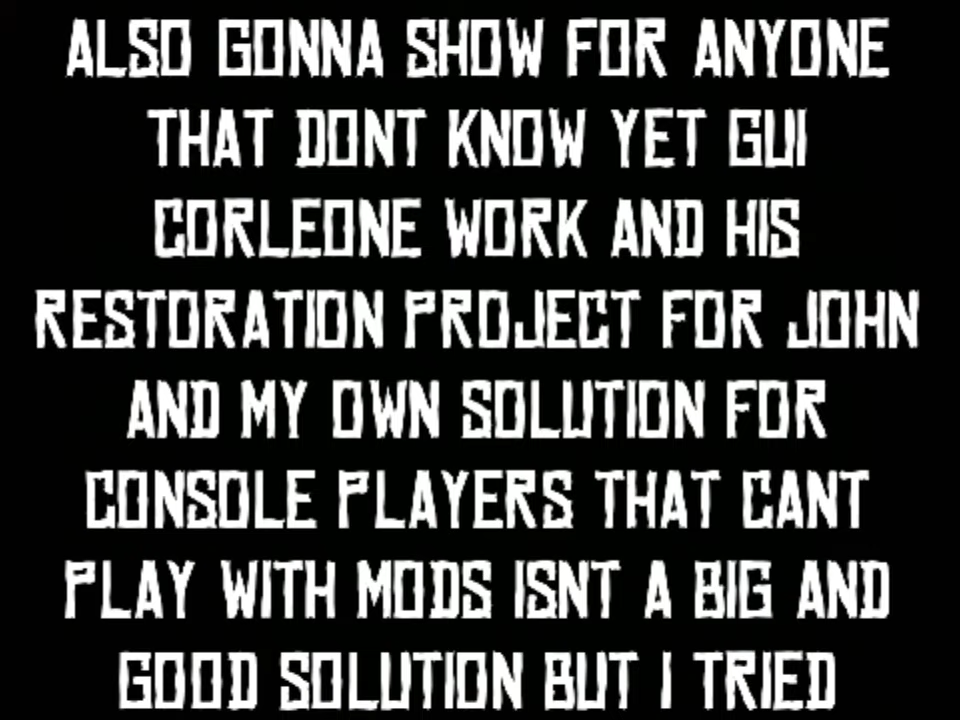 ALSO GONNA SHOW FOR ANYONE
THAT DONT KNOW YET GUI
CORLEONE WORK AND HIS
RESTORATION PROJECT FOR JOHN
AND MY OWN SOLUTION FOR
CONSOLE PLAYERS THAT CANT
PLAY WITH MODS ISNT A BIG AND
GOOD SOLUTION BUT I TRIED